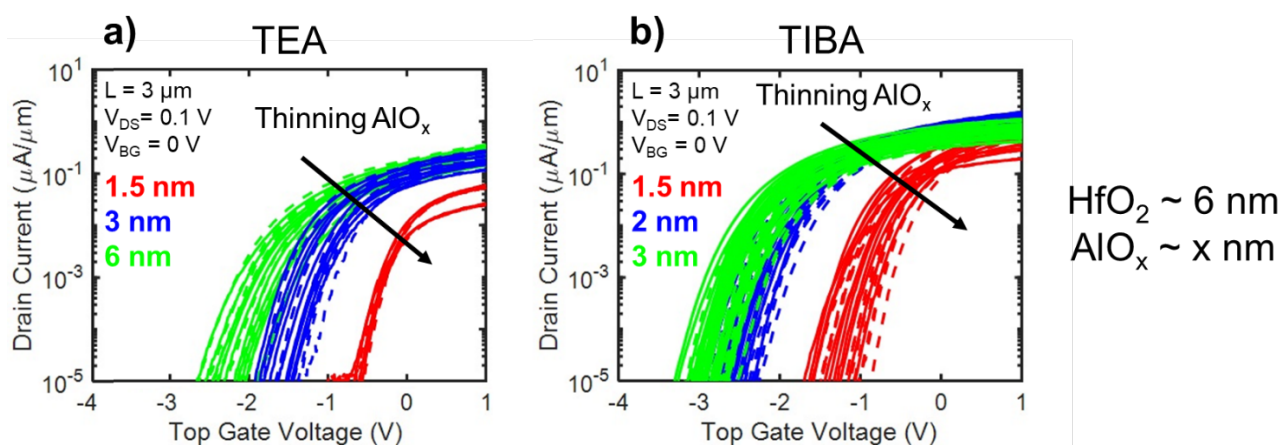 a)
TEA
10^1
10^-1
10^-3
10^-5
Drain Current (μA/μm)
L = 3 μm
V_DS= 0.1 V
V_BG = 0 V
Thinning AlO_x
1.5 nm
3 nm
6 nm
-4 -3 -2 -1 0 1
Top Gate Voltage (V)
b)
TIBA
10^1
10^-1
10^-3
10^-5
Drain Current (μA/μm)
L = 3 μm
V_DS= 0.1 V
V_BG = 0 V
Thinning AlO_x
1.5 nm
2 nm
3 nm
-4 -3 -2 -1 0 1
Top Gate Voltage (V)
HfO_2 ~ 6 nm
AlO_x ~ x nm